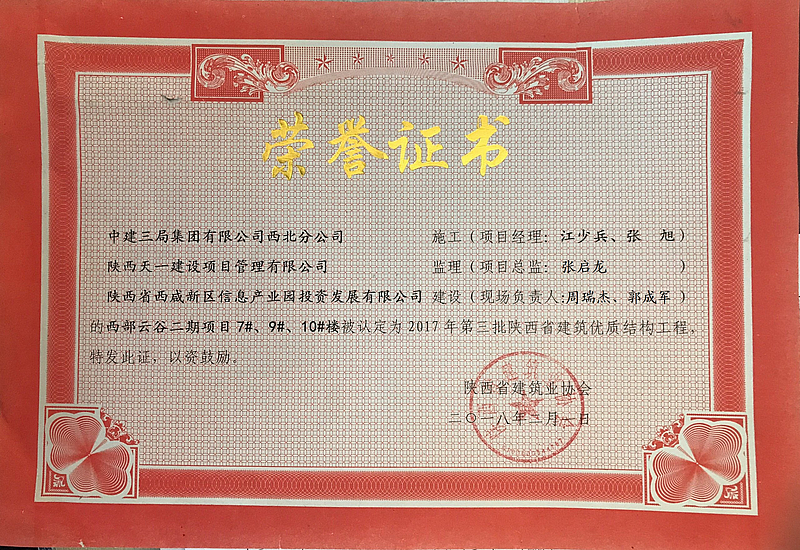 荣誉证书
中建三局集团有限公司西北分公司 施工（项目经理：江少兵、张 旭）
陕西天一建设项目管理有限公司 监理（项目总监：张启龙 ）
陕西省西咸新区信息产业园投资发展有限公司 建设（现场负责人:周瑞杰、郭成军）
的西部云谷二期项目7#、9#、10#楼被认定为2017年第三批陕西省建筑优质结构工程，
特发此证，以资鼓励。
陕西省建筑业协会
二〇一八年二月一日